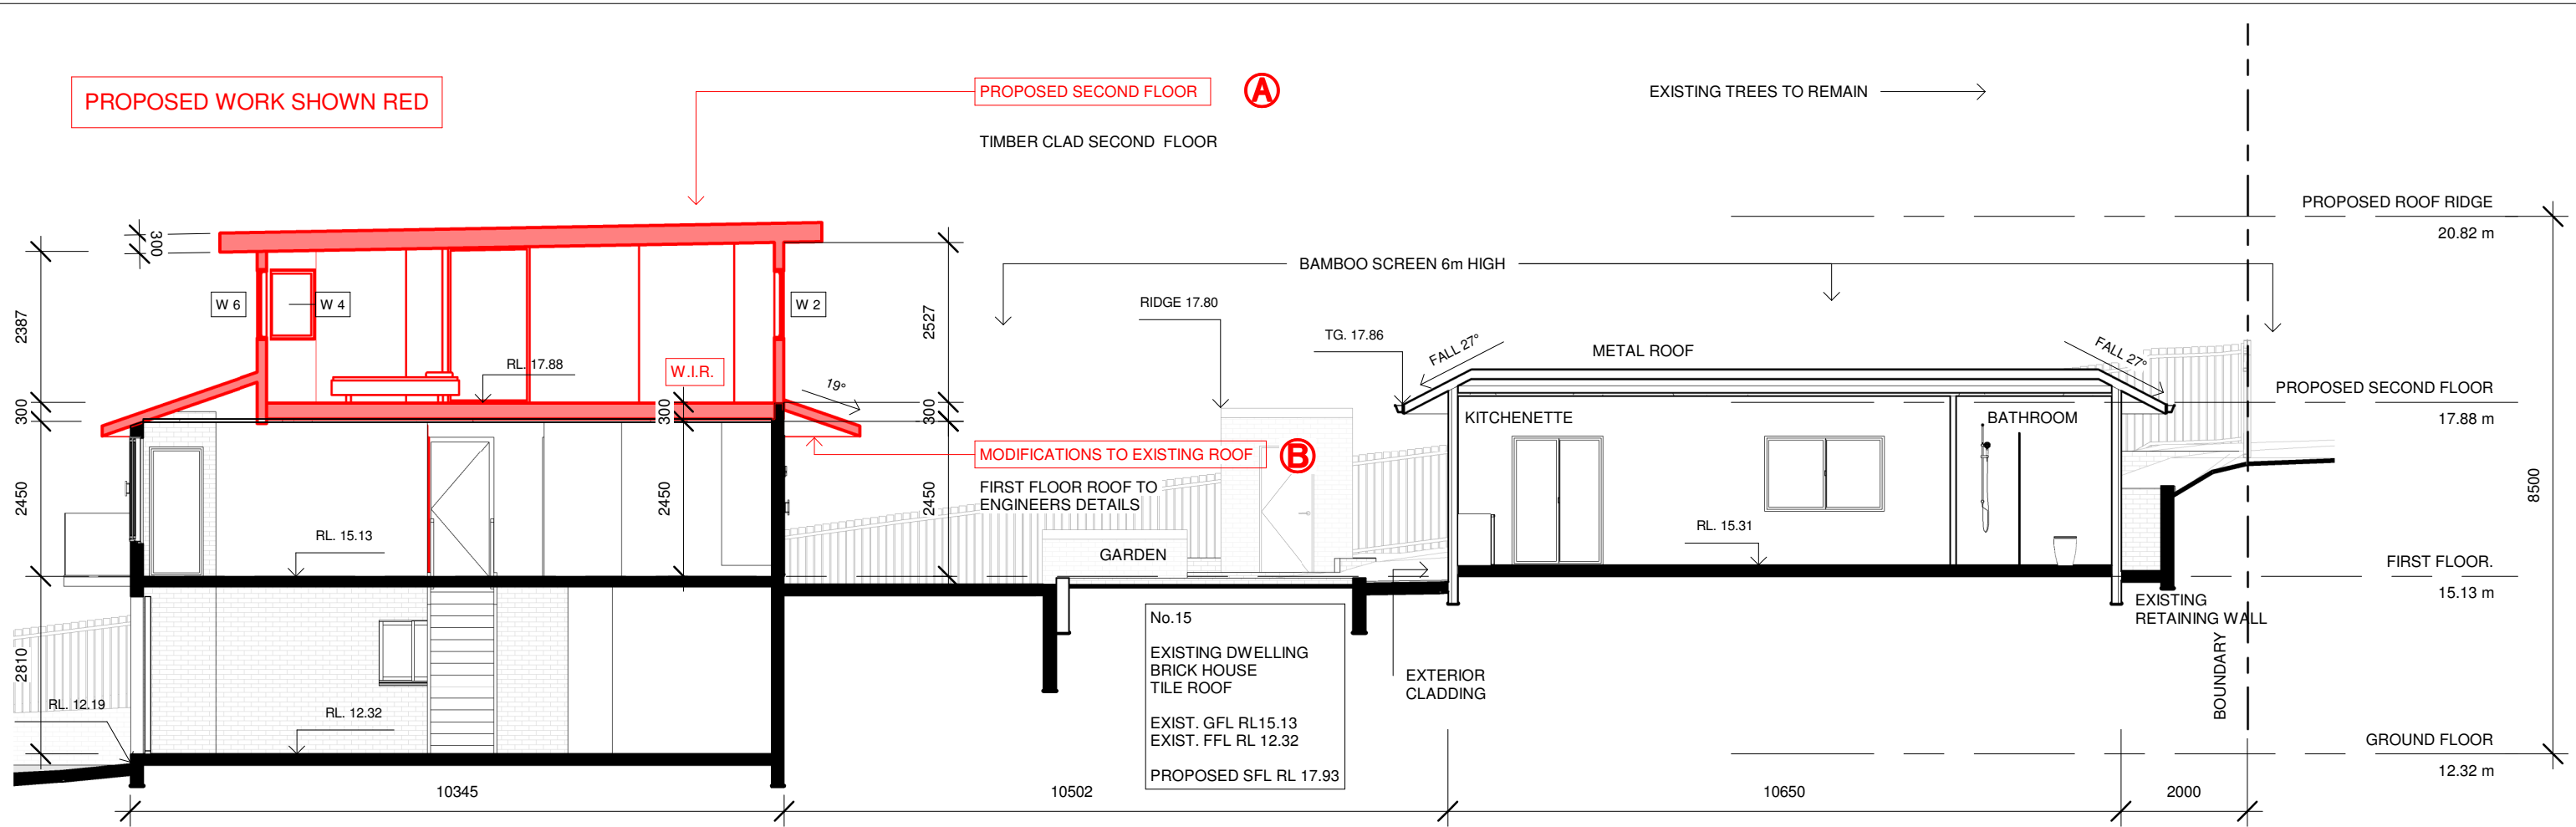 PROPOSED WORK SHOWN RED
PROPOSED SECOND FLOOR
A
TIMBER CLAD SECOND FLOOR
EXISTING TREES TO REMAIN
PROPOSED ROOF RIDGE
20.82 m
300
BAMBOO SCREEN 6m HIGH
W 6
W 4
W 2
RIDGE 17.80
2387
2527
TG. 17.86
FALL 27°
METAL ROOF
FALL 27°
RL. 17.88
W.I.R.
19°
PROPOSED SECOND FLOOR
17.88 m
300
300
300
KITCHENETTE
BATHROOM
MODIFICATIONS TO EXISTING ROOF
B
FIRST FLOOR ROOF TO
ENGINEERS DETAILS
2450
2450
2450
8500
RL. 15.13
RL. 15.31
GARDEN
FIRST FLOOR.
15.13 m
EXISTING
RETAINING WALL
No.15
EXISTING DWELLING
BRICK HOUSE
TILE ROOF
EXIST. GFL RL15.13
EXIST. FFL RL 12.32
PROPOSED SFL RL 17.93
EXTERIOR
CLADDING
BOUNDARY
2810
RL. 12.19
RL. 12.32
GROUND FLOOR
12.32 m
10345
10502
10650
2000